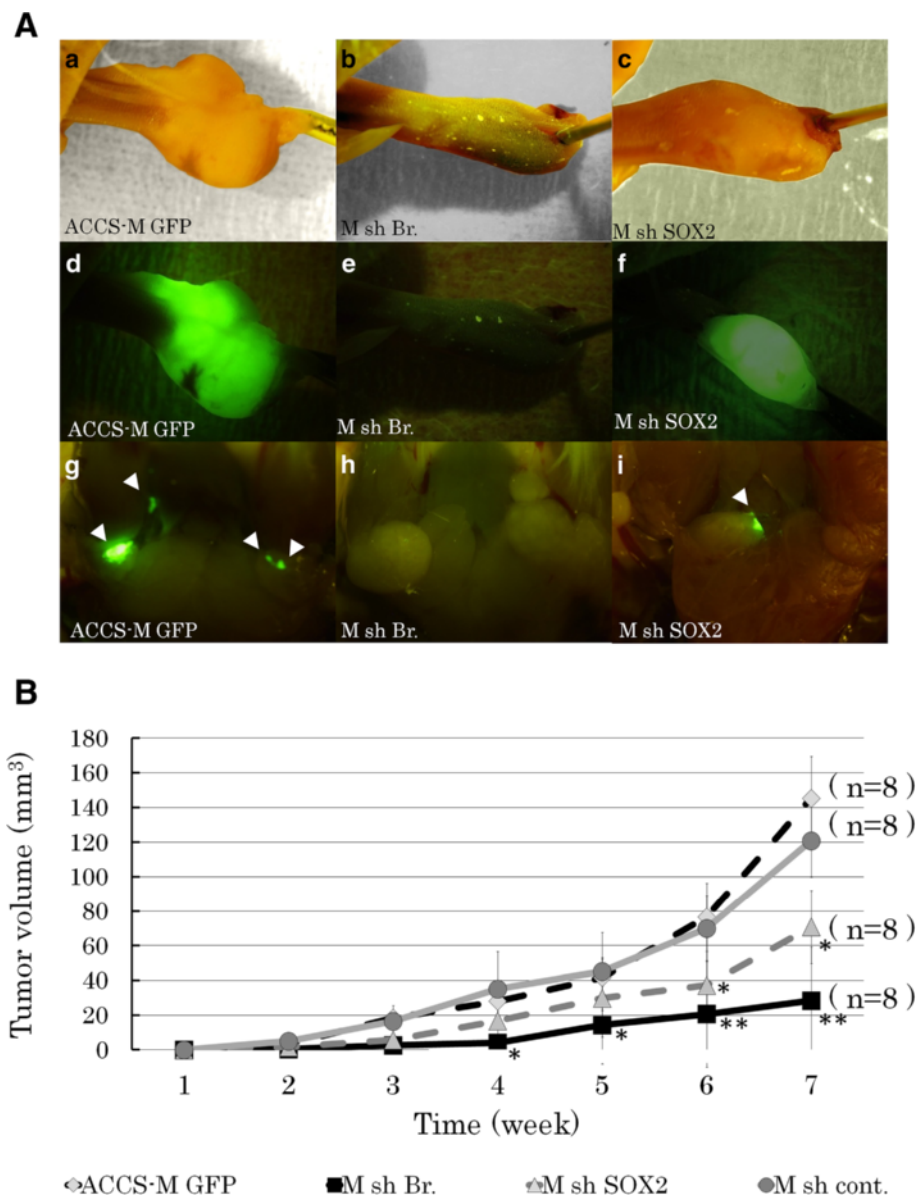 A
a
b
c
ACCS-M GFP
M sh Br.
M sh SOX2
d
e
f
ACCS-M GFP
M sh Br.
M sh SOX2
g
h
i
ACCS-M GFP
M sh Br.
M sh SOX2
B
Tumor volume (mm³)
180
160
140
120
100
80
60
40
20
0
( n=8 )
( n=8 )
( n=8 )
*
*
( n=8 )
*
*
**
**
1 2 3 4 5 6 7
Time (week)
ACCS-M GFP M sh Br. M sh SOX2 M sh cont.